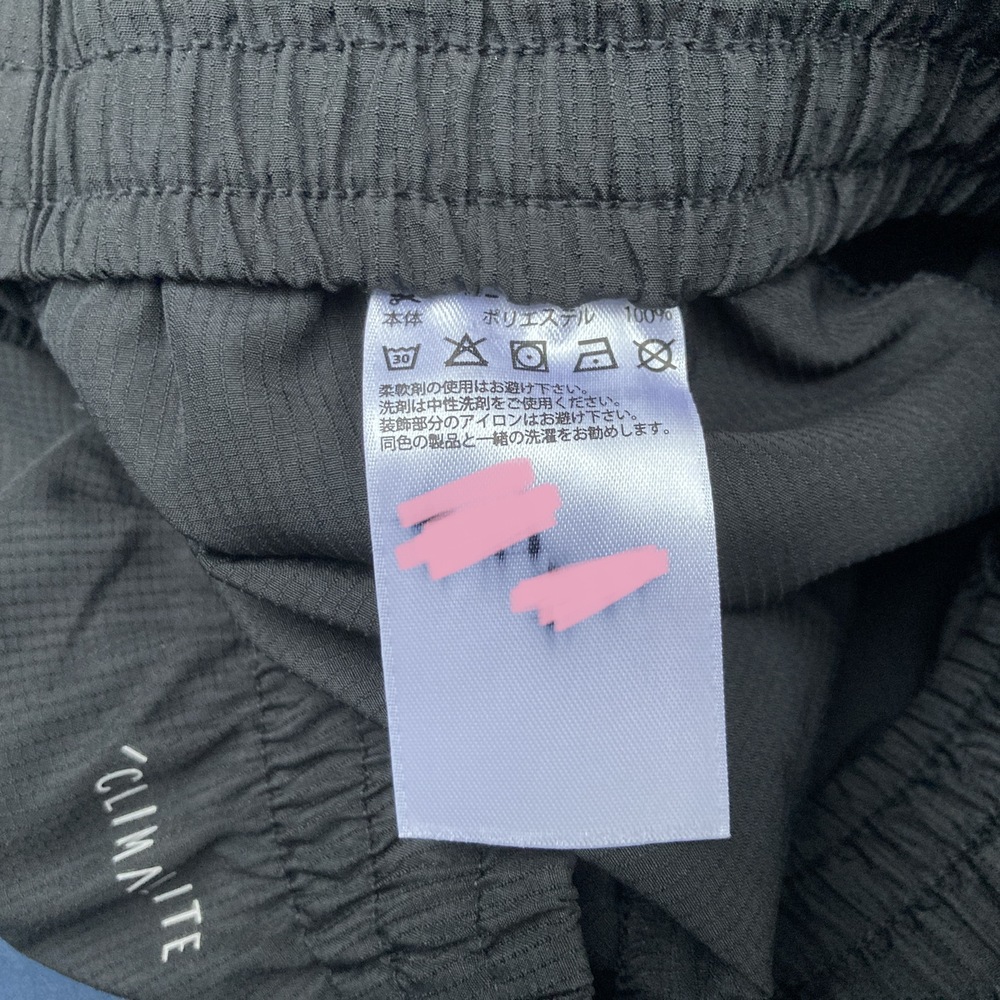 本体 ポリエステル 100%
30
柔軟剤の使用はお避け下さい。
洗剤は中性洗剤をご使用ください。
装飾部分のアイロンはお避け下さい。
同色の製品と一緒の洗濯をお勧めします。